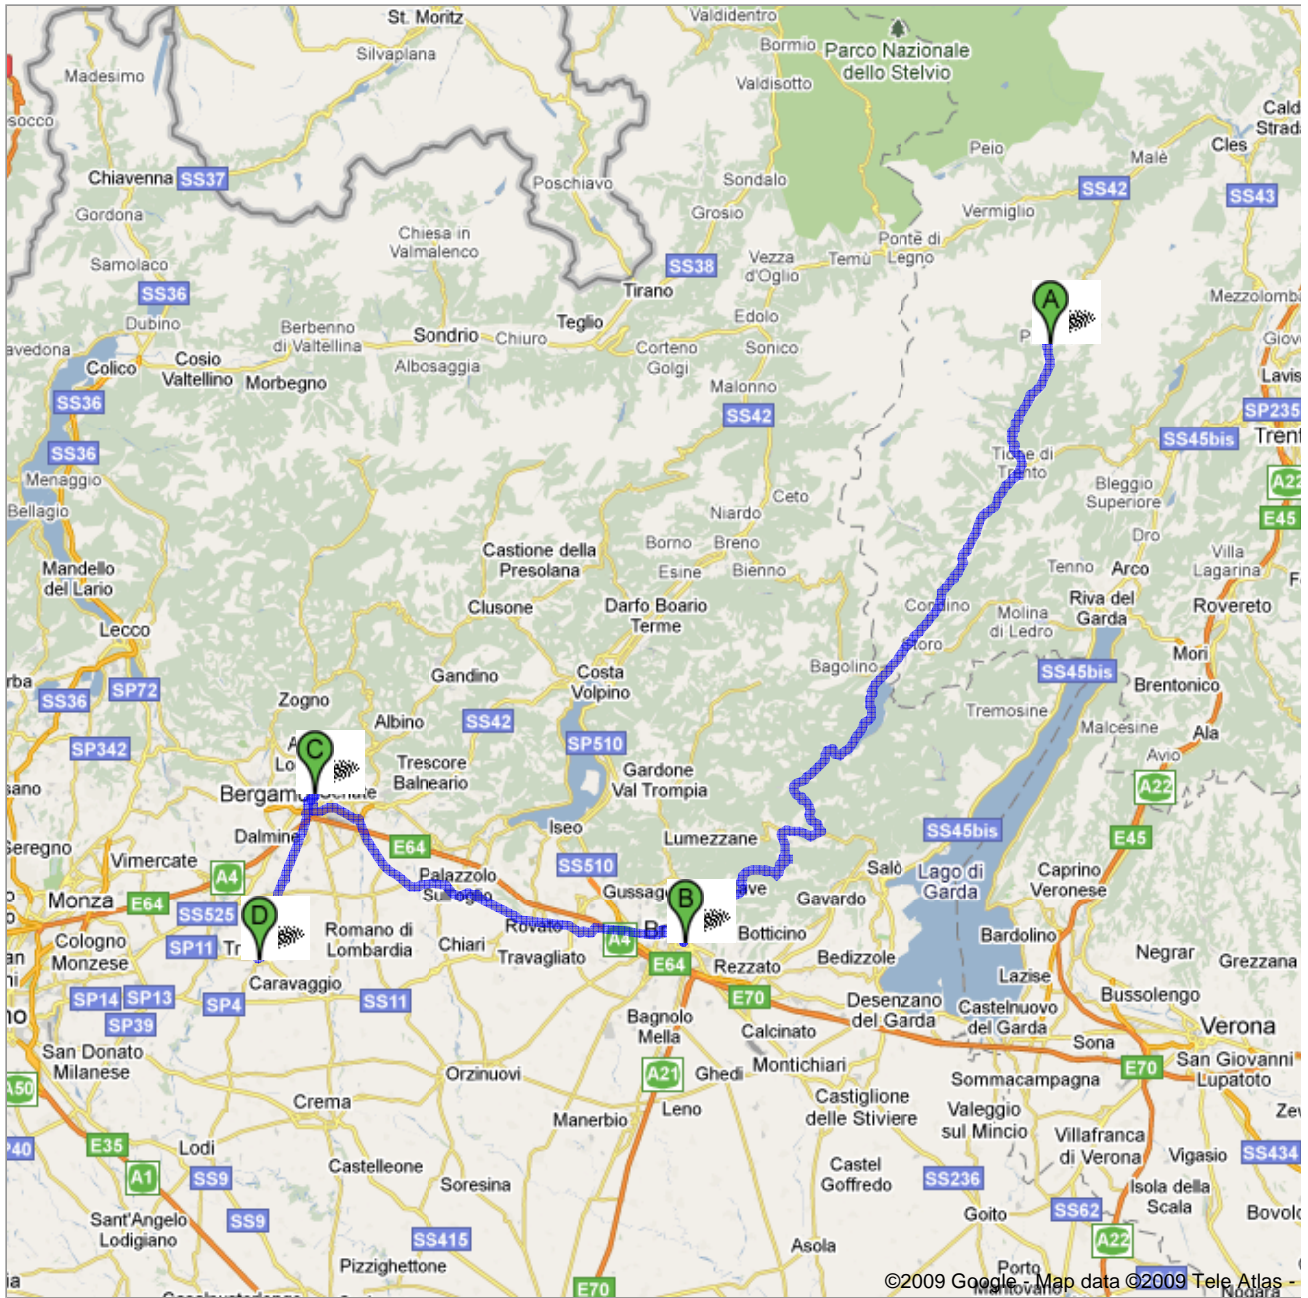 St. Moritz
Valdidentro
Silvaplana
Bormio
Parco Nazionale
dello Stelvio
Madesimo
Valdisotto
Cles
Peio
Malè
Chiavenna
SS37
Poschiavo
Sondalo
SS42
SS43
Gordona
Grosio
Vermiglio
Chiesa in
Valmalenco
Ponte di
Legno
Samolaco
SS38
Vezza
d'Oglio
Temù
SS36
Tirano
A
Dubino
Berbenno
di Valtellina
Sondrio
Chiuro
Teglio
Edolo
Corteno
Golgi
Sonico
Colico
Cosio
Valtellino
Morbegno
Albosaggia
Malonno
SS36
SS42
SP235
SS36
SS45bis
Menaggio
Bleggio
Superiore
A22
Bellagio
Ceto
E45
Niardo
Dro
Castione della
Presolana
Borno
Breno
Villa
Lagarina
Mandello
del Lario
Esine
Bienno
Tenno
Arco
Clusone
Darfo Boario
Terme
Molina
di Ledro
Riva del
Garda
Rovereto
Lecco
Mori
Bagolino
SS45bis
Gandino
Costa
Volpino
Brentonico
SS36
SP72
Zogno
Tremosine
Albino
SS42
Malcesine
Ala
SP342
SP510
Avio
C
Trescore
Balneario
Gardone
Val Trompia
A22
Dalmine
Iseo
Lumezzane
SS45bis
E45
Vimercate
A4
E64
SS510
Salò
Lago di
Garda
Caprino
Veronese
Palazzolo
Monza
E64
SS525
D
B
Gavardo
Cologno
Monzese
SP11
Romano di
Lombardia
Chiari
Rovato
Travagliato
A4
Botticino
Bardolino
Negrar
E64
Rezzato
Bedizzole
Grezzana
Caravaggio
Lazise
SP14
SP13
SP4
SS11
E70
Desenzano
del Garda
Castelnuovo
del Garda
Bussolengo
SP39
Bagnolo
Mella
Calcinato
Sona
Verona
San Donato
Milanese
Montichiari
San Giovanni
Lupatoto
A50
Orzinuovi
A21
Ghedi
E70
Sommacampagna
Crema
Manerbio
Leno
Castiglione
delle Stiviere
Valeggio
sul Mincio
E35
Lodi
Villafranca
di Verona
Vigasio
SS434
A1
SS9
Castelleone
Soresina
Castel
Goffredo
SS236
Isola della
Scala
Sant'Angelo
Lodigiano
SS9
SS415
Goito
SS62
A22
Asola
Pizzighettone
Porto
Mantovano
E70
Nogara
©2009 Google - Map data ©2009 Tele Atlas -